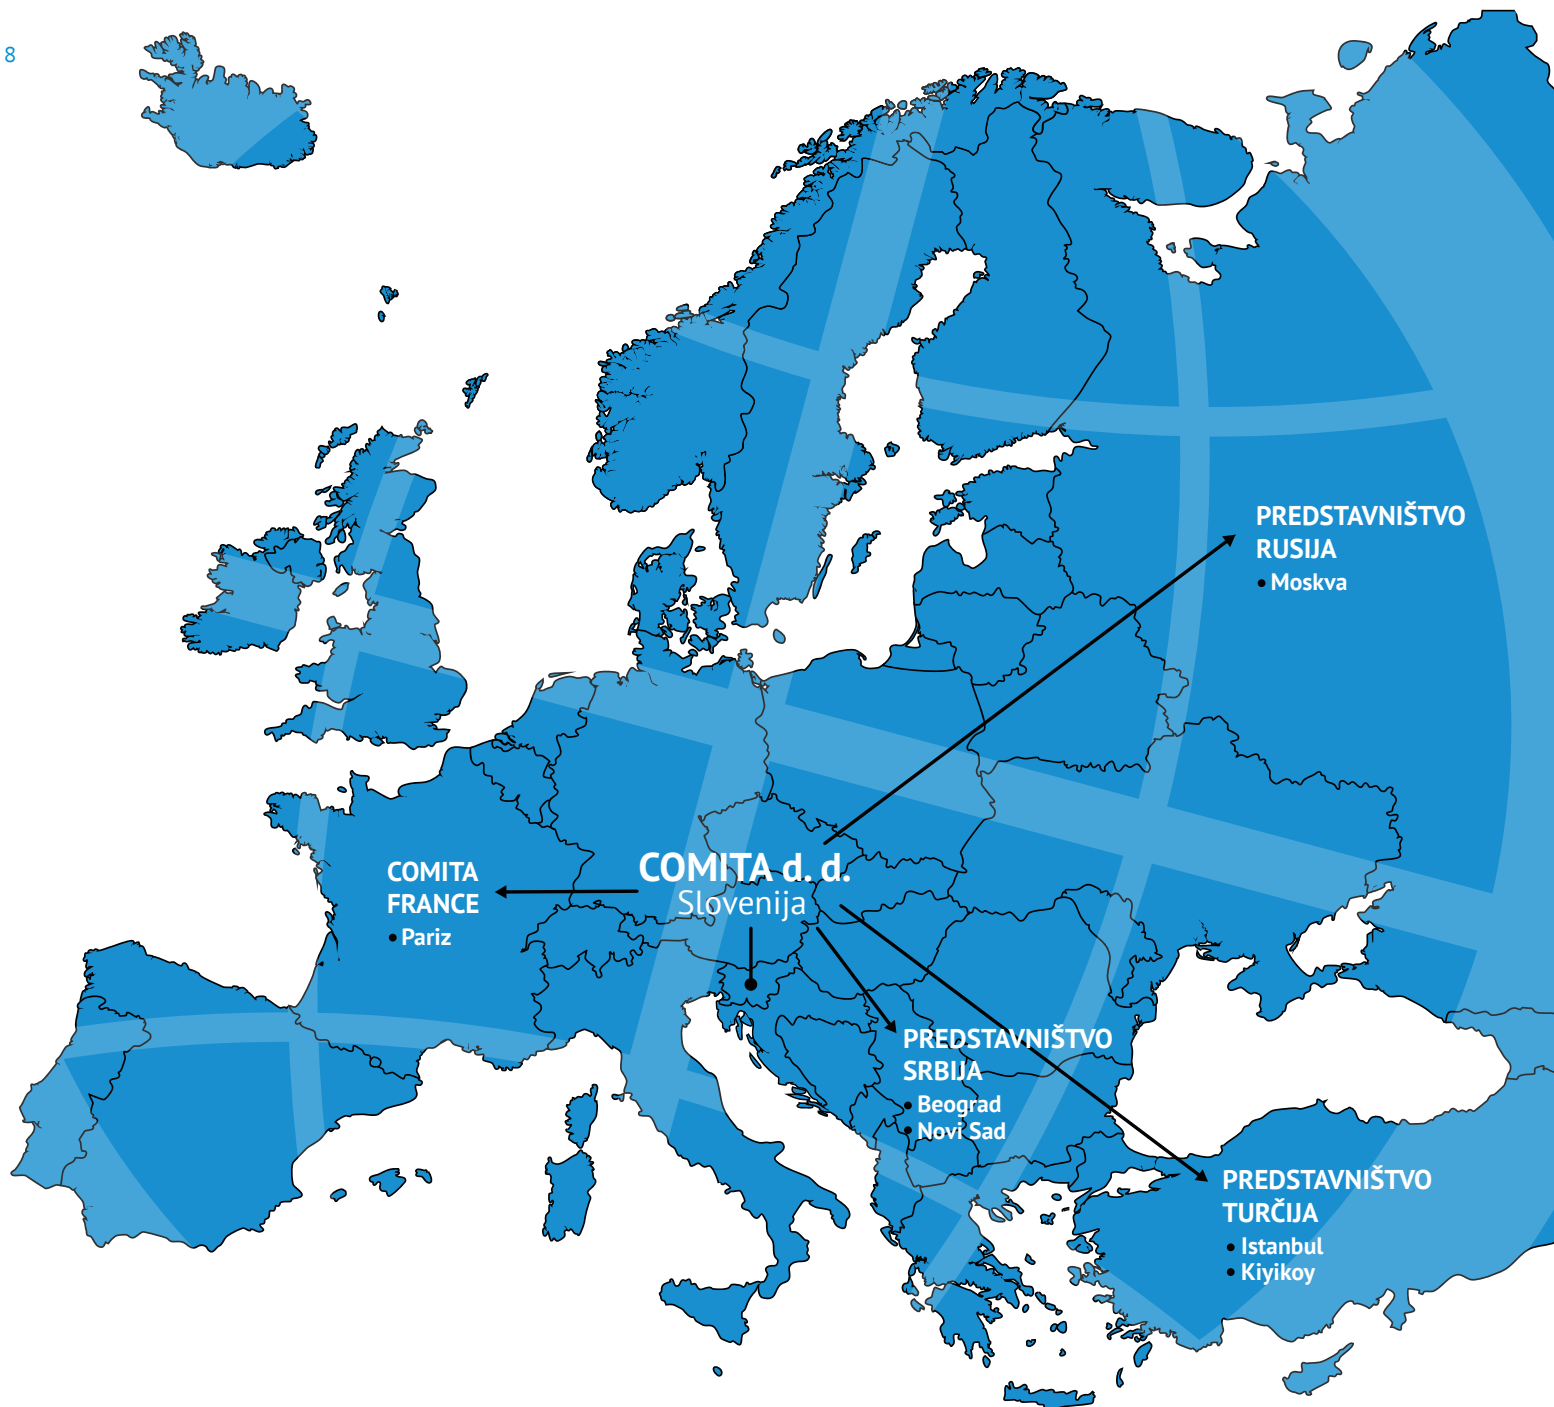 8
PREDSTAVNIŠTVO
RUSIJA
• Moskva
COMITA d. d.
Slovenija
COMITA
FRANCE
• Pariz
PREDSTAVNIŠTVO
SRBIJA
• Beograd
• Novi Sad
PREDSTAVNIŠTVO
TURČIJA
• Istanbul
• Kiyikoy